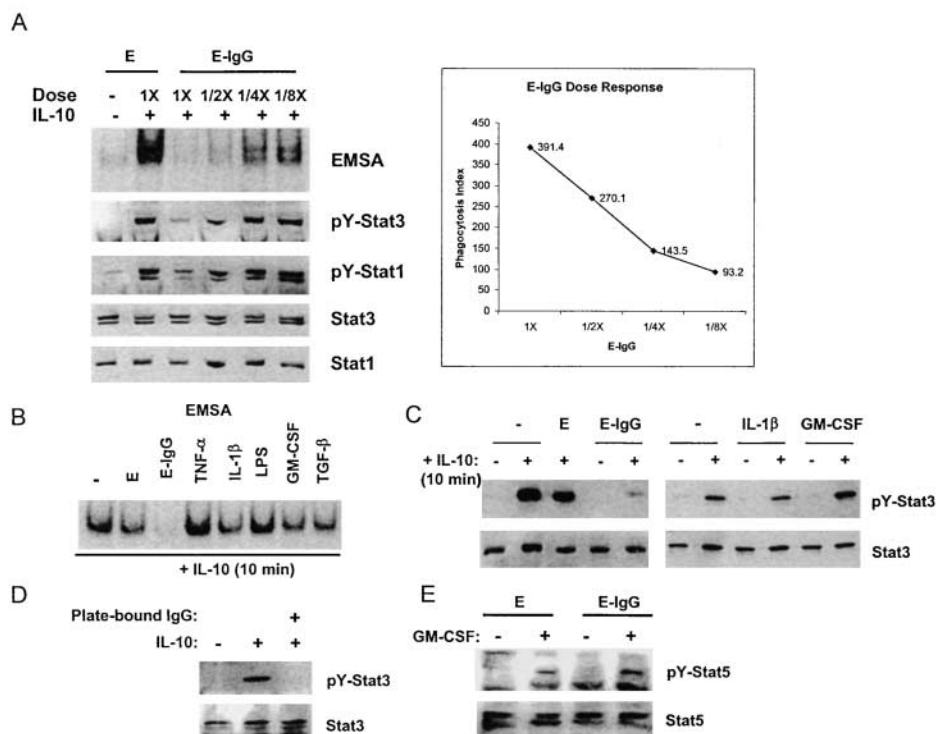 A
E E-IgG
Dose - 1X 1X 1/2X 1/4X 1/8X
IL-10 - + + + + +
EMSA
pY-Stat3
pY-Stat1
Stat3
Stat1
E-IgG Dose Response
Phagocytosis Index
450
400
350
300
250
200
150
100
50
0
391.4
270.1
143.5
93.2
1X 1/2X 1/4X 1/8X
E-IgG
B
EMSA
- E E-IgG TNF-α IL-1β LPS GM-CSF TGF-β
+ IL-10 (10 min)
C
- E E-IgG - IL-1β GM-CSF
+ IL-10: - + + - + - + - + - +
(10 min)
pY-Stat3
Stat3
D
Plate-bound IgG: +
IL-10: - + +
pY-Stat3
Stat3
E
E E-IgG
GM-CSF: - + - +
pY-Stat5
Stat5